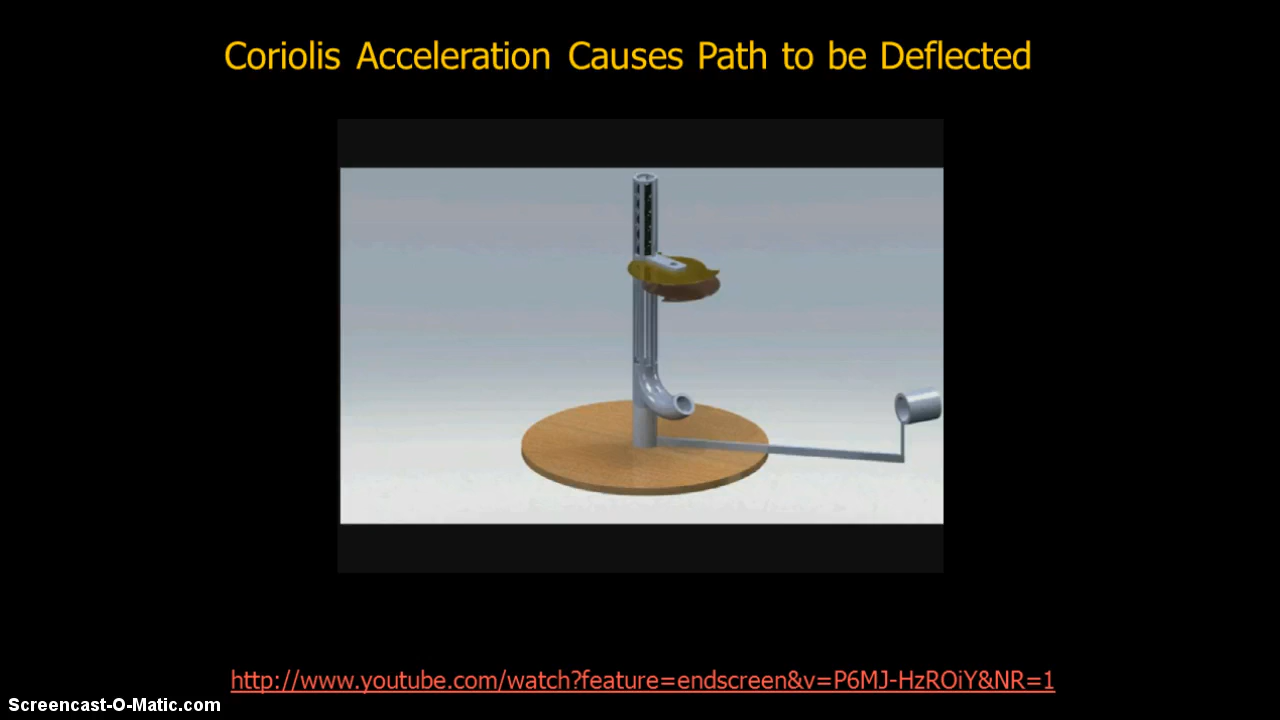 Coriolis Acceleration Causes Path to be Deflected
http://www.youtube.com/watch?feature=endscreen&v=P6MJ-HzROiY&NR=1
Screencast-O-Matic.com